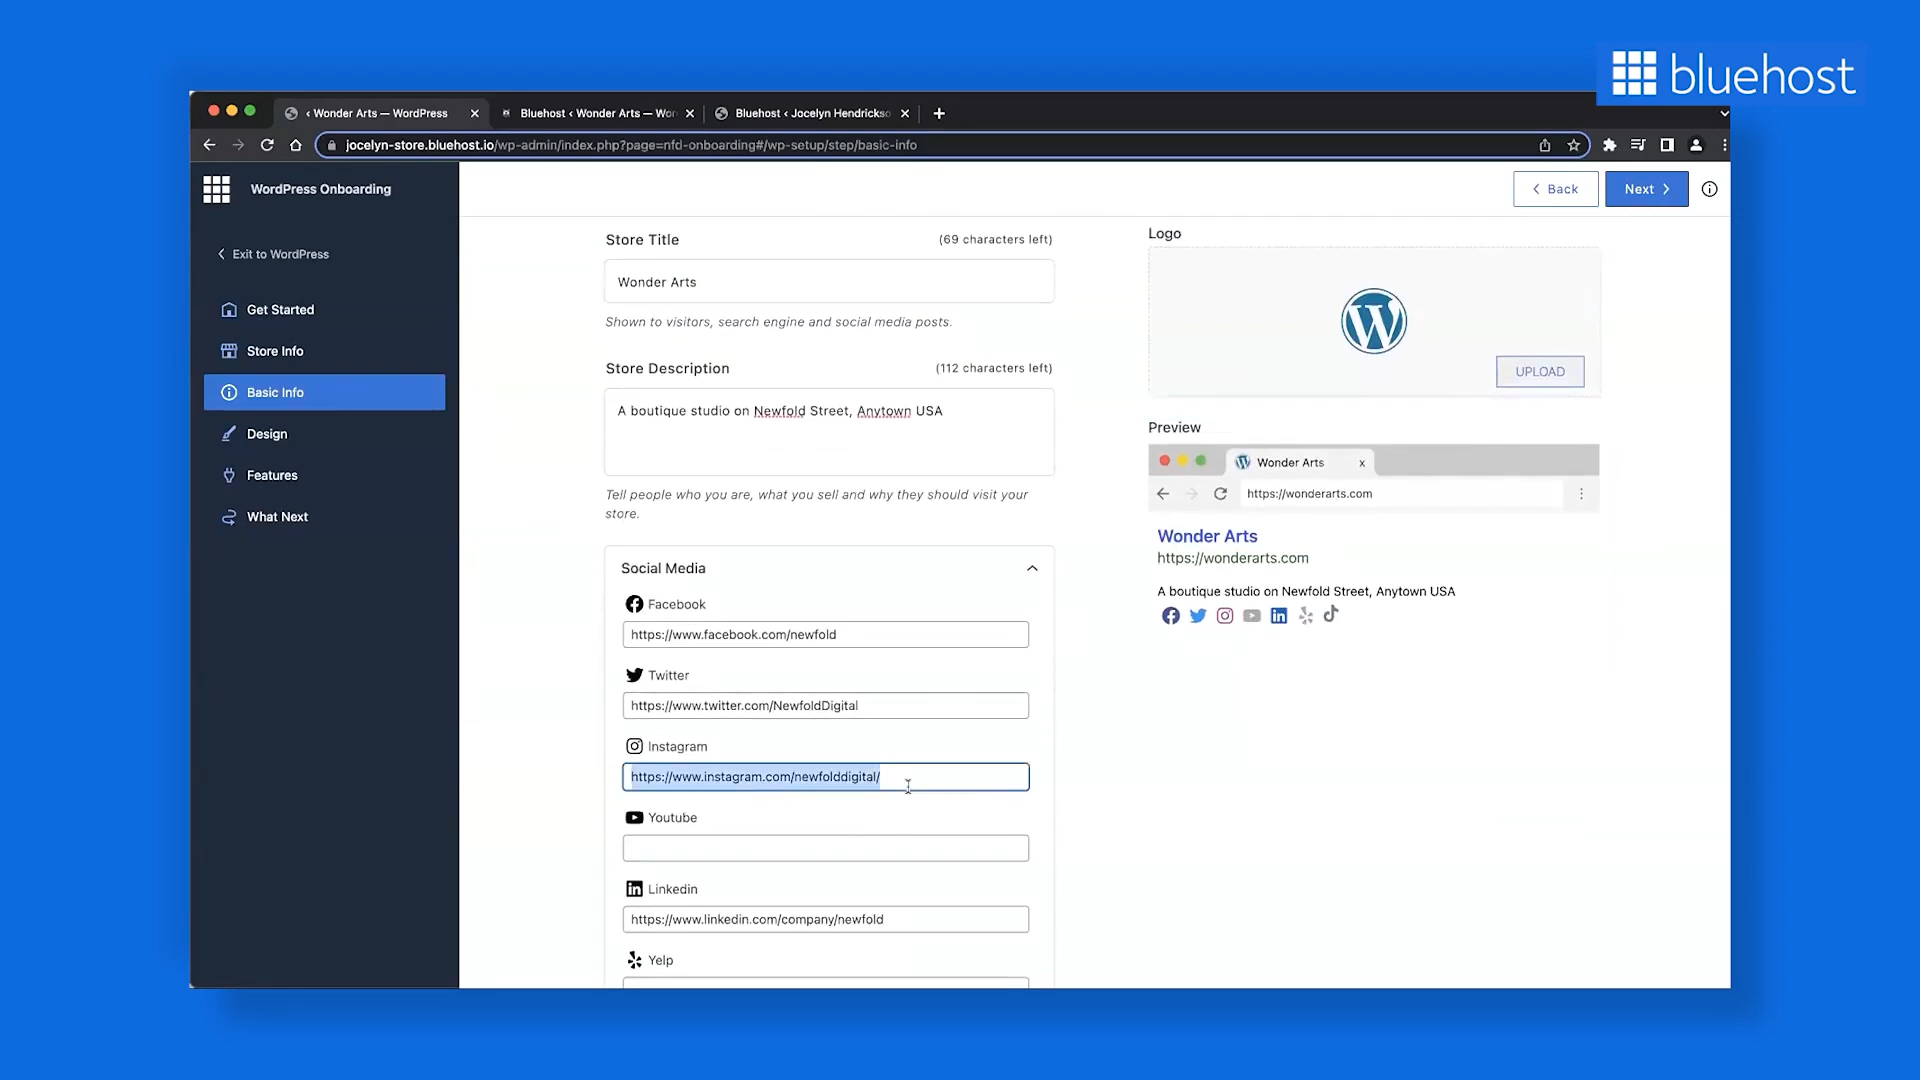 bluehost
‹ Wonder Arts — WordPress
Bluehost ‹ Wonder Arts — Wor
Bluehost ‹ Jocelyn Hendrickso
jocelyn-store.bluehost.io/wp-admin/index.php?page=nfd-onboarding#/wp-setup/step/basic-info
WordPress Onboarding
Back
Next
Exit to WordPress
Get Started
Store Info
Basic Info
Design
Features
What Next
Store Title
(69 characters left)
Wonder Arts
Shown to visitors, search engine and social media posts.
Store Description
(112 characters left)
A boutique studio on Newfold Street, Anytown USA
Tell people who you are, what you sell and why they should visit your
store.
Social Media
Facebook
https://www.facebook.com/newfold
Twitter
https://www.twitter.com/NewfoldDigital
Instagram
https://www.instagram.com/newfolddigital/
Youtube
Linkedin
https://www.linkedin.com/company/newfold
Yelp
Logo
UPLOAD
Preview
Wonder Arts
https://wonderarts.com
Wonder Arts
https://wonderarts.com
A boutique studio on Newfold Street, Anytown USA